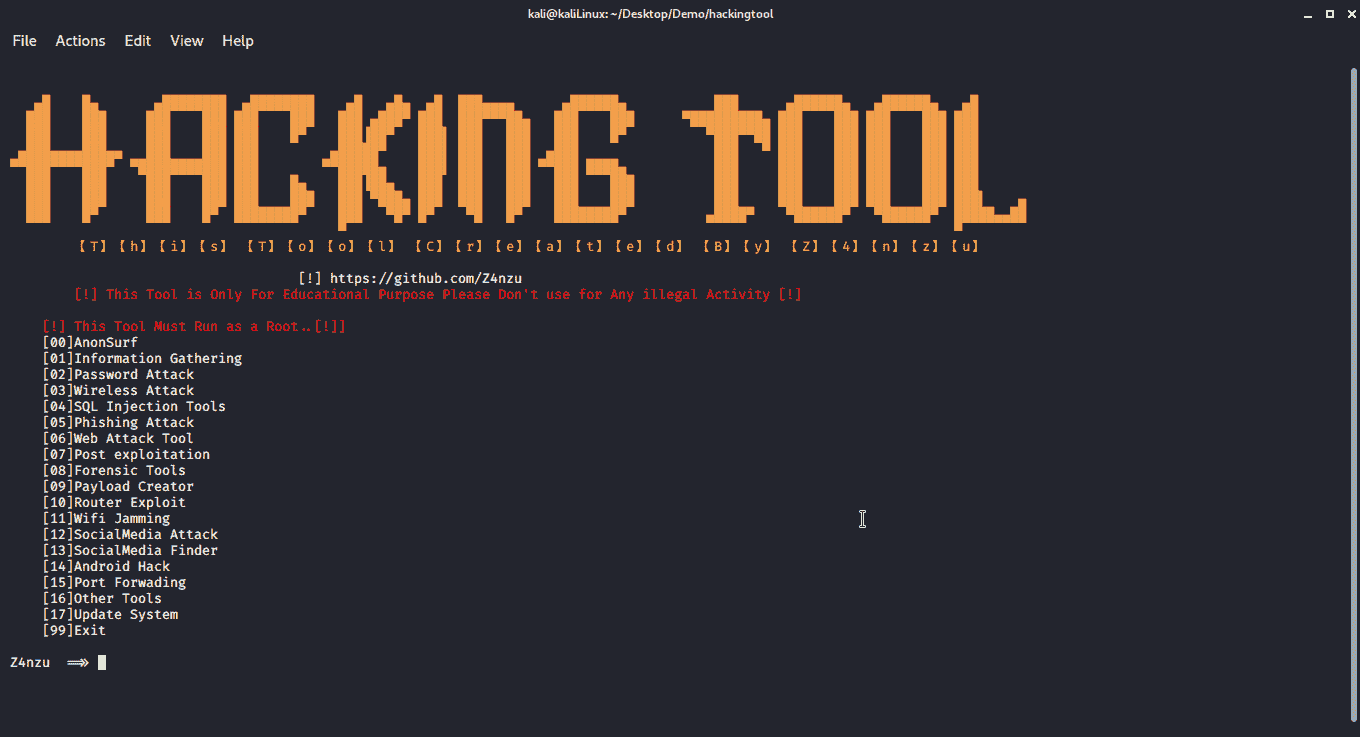 kali@kaliLinux: ~/Desktop/Demo/hackingtool
File Actions Edit View Help
HACKING TOOL
【T】【h】【i】【s】 【T】【o】【o】【l】 【C】【r】【e】【a】【t】【e】【d】 【B】【y】 【Z】【4】【n】【z】【u】
[!] https://github.com/Z4nzu
[!] This Tool is Only For Educational Purpose Please Don't use for Any illegal Activity [!]
[!] This Tool Must Run as a Root..[!]]
[00]AnonSurf
[01]Information Gathering
[02]Password Attack
[03]Wireless Attack
[04]SQL Injection Tools
[05]Phishing Attack
[06]Web Attack Tool
[07]Post exploitation
[08]Forensic Tools
[09]Payload Creator
[10]Router Exploit
[11]Wifi Jamming
[12]SocialMedia Attack
[13]SocialMedia Finder
[14]Android Hack
[15]Port Forwading
[16]Other Tools
[17]Update System
[99]Exit
Z4nzu ==>>